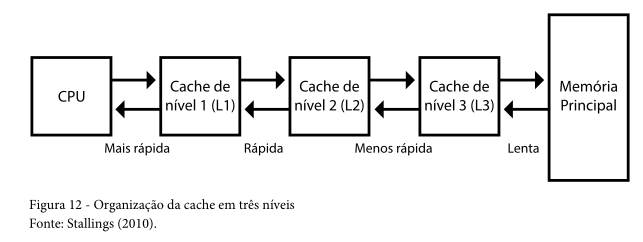 CPU
Cache de
nível 1 (L1)
Cache de
nível 2 (L2)
Cache de
nível 3 (L3)
Memória
Principal
Mais rápida
Rápida
Menos rápida
Lenta
Figura 12 - Organização da cache em três níveis
Fonte: Stallings (2010).